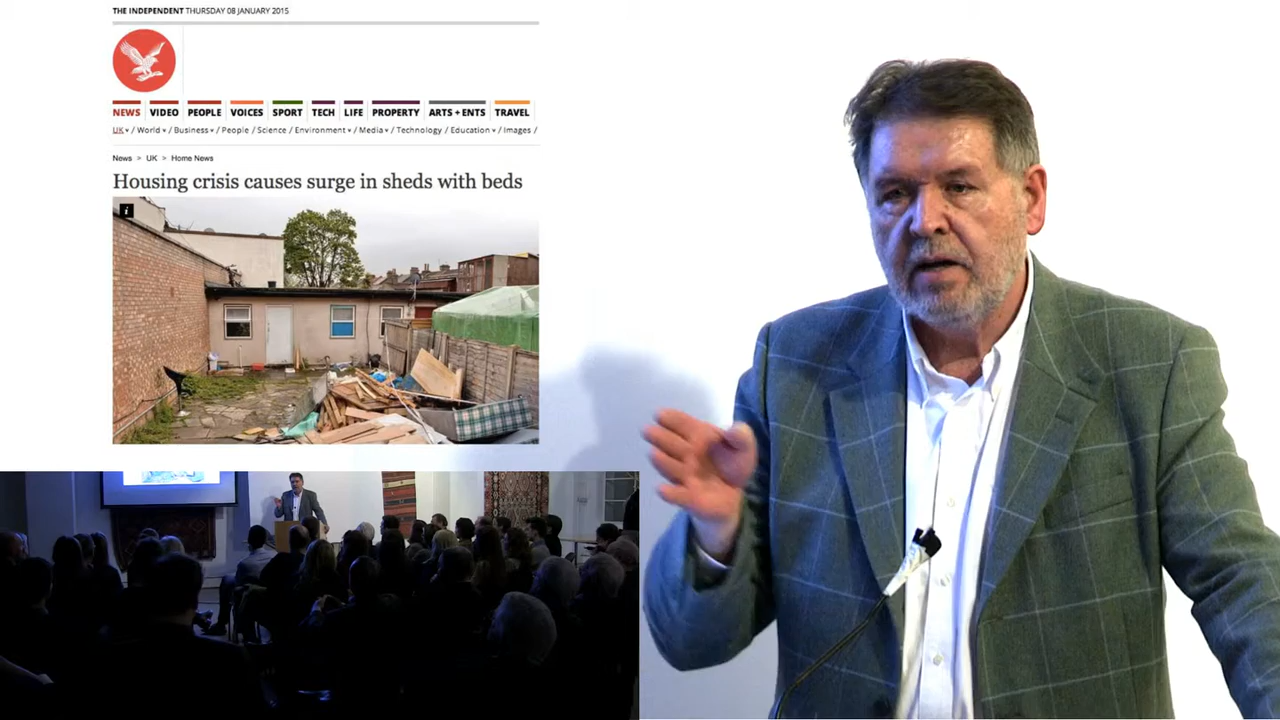 THE INDEPENDENT THURSDAY 08 JANUARY 2015
NEWS VIDEO PEOPLE VOICES SPORT TECH LIFE PROPERTY ARTS + ENTS TRAVEL
UK / World / Business / People / Science / Environment / Media / Technology / Education / Images /
News > UK > Home News
Housing crisis causes surge in sheds with beds
i